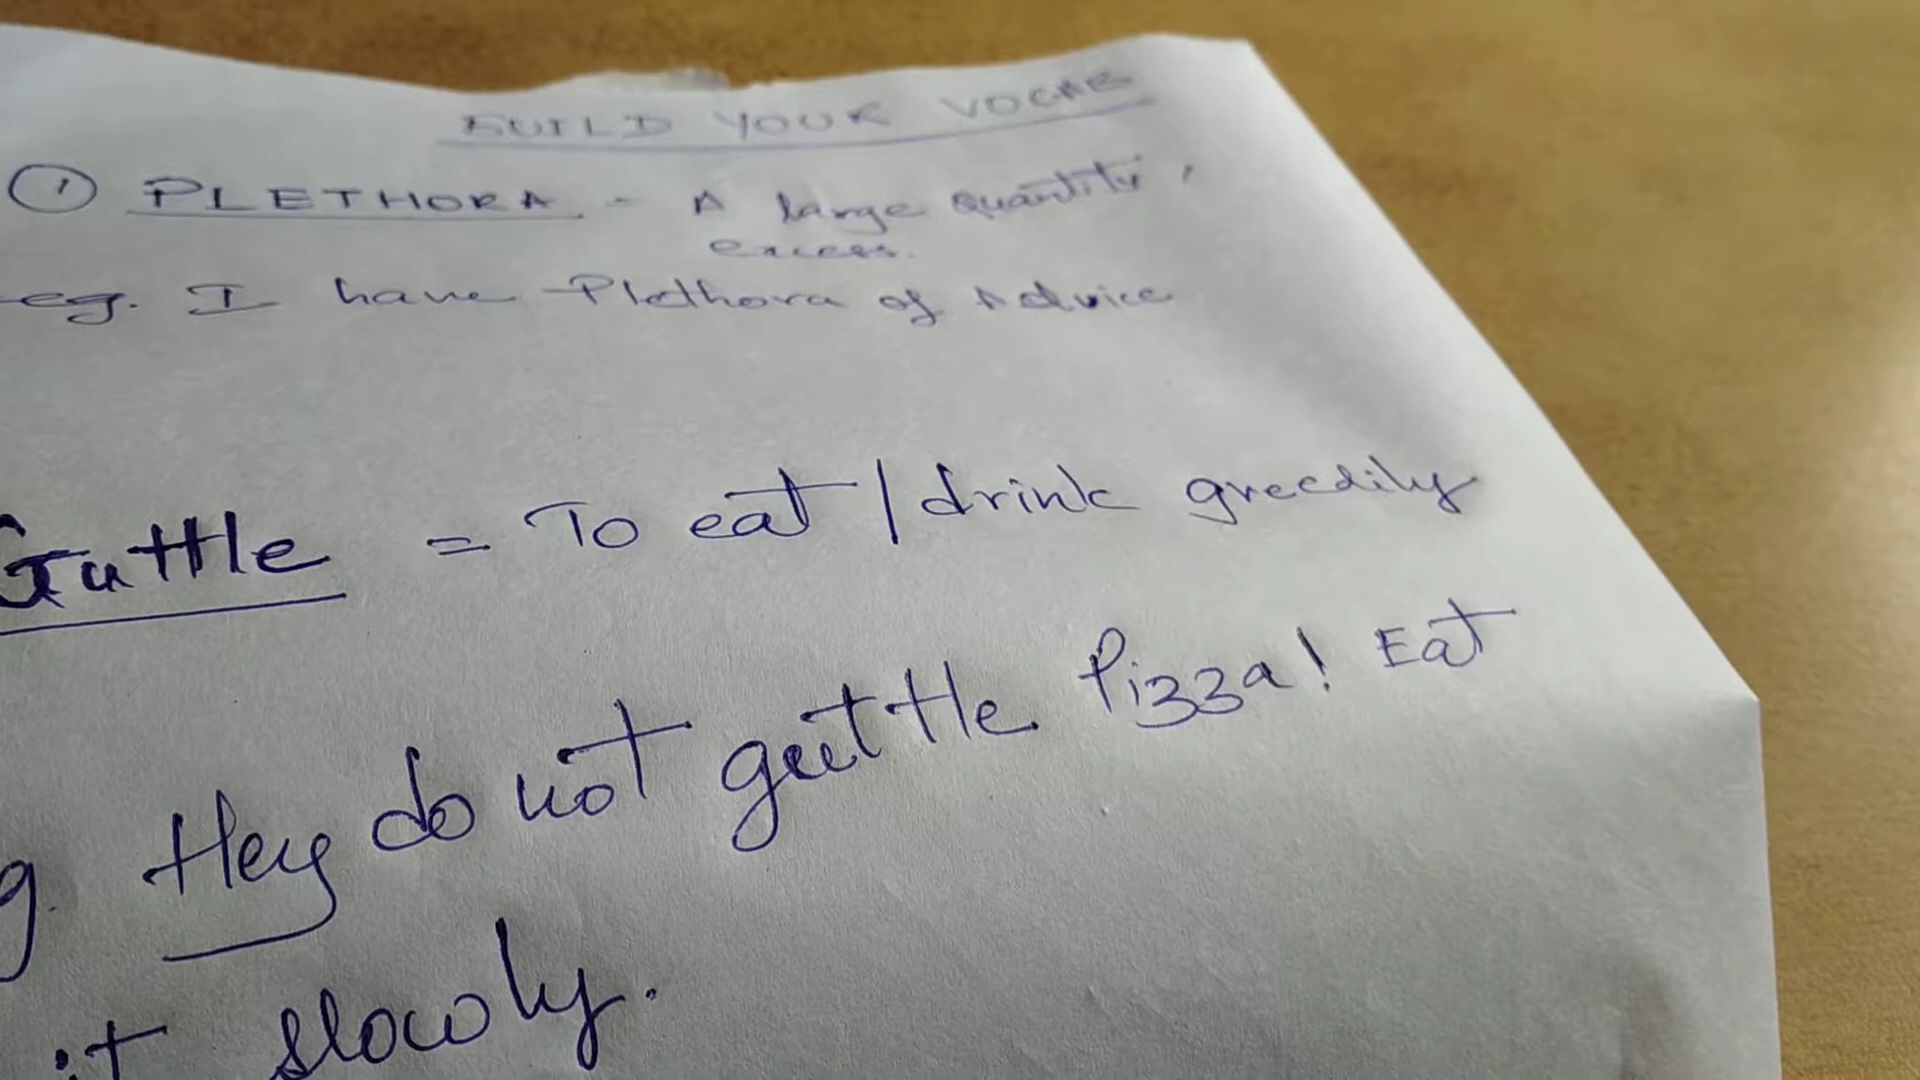 BUILD YOUR VOCAB
① PLETHORA - A large quantity,
excess.
eg. I have Plethora of Advice
Guttle = To eat/drink greedily
g. Hey do not guttle Pizza! Eat
it slowly.